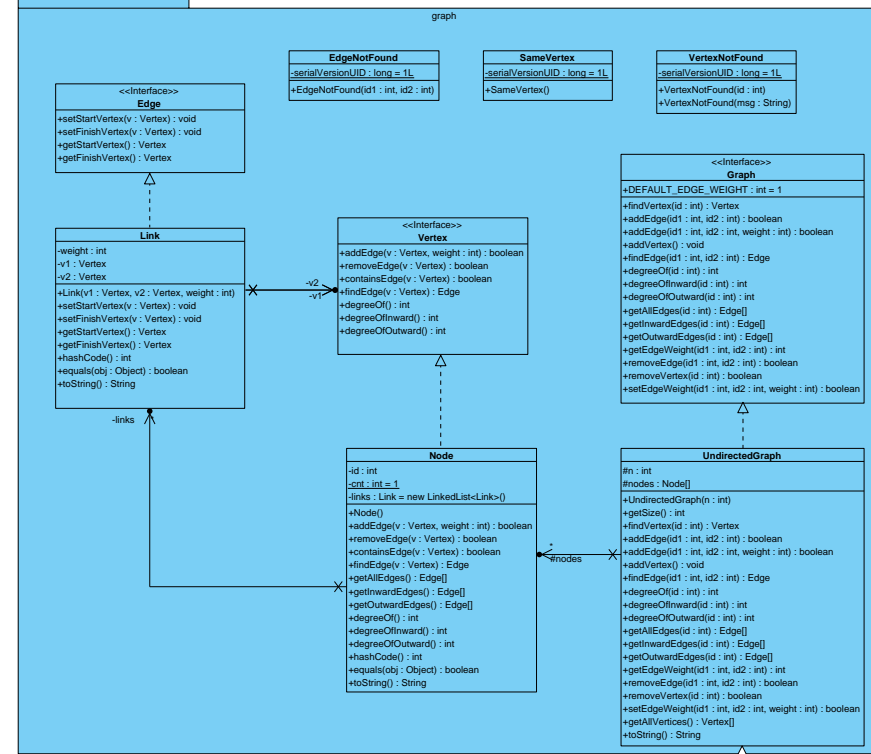 graph
EdgeNotFound
-serialVersionUID : long = 1L
+EdgeNotFound(id1 : int, id2 : int)
SameVertex
-serialVersionUID : long = 1L
+SameVertex()
VertexNotFound
-serialVersionUID : long = 1L
+VertexNotFound(id : int)
+VertexNotFound(msg : String)
<<Interface>>
Edge
+setStartVertex(v : Vertex) : void
+setFinishVertex(v : Vertex) : void
+getStartVertex() : Vertex
+getFinishVertex() : Vertex
<<Interface>>
Graph
+DEFAULT_EDGE_WEIGHT : int = 1
+findVertex(id : int) : Vertex
+addEdge(id1 : int, id2 : int) : boolean
+addEdge(id1 : int, id2 : int, weight : int) : boolean
+addVertex() : void
+findEdge(id1 : int, id2 : int) : Edge
+degreeOf(id : int) : int
+degreeOfInward(id : int) : int
+degreeOfOutward(id : int) : int
+getAllEdges(id : int) : Edge[]
+getInwardEdges(id : int) : Edge[]
+getOutwardEdges(id : int) : Edge[]
+getEdgeWeight(id1 : int, id2 : int) : int
+removeEdge(id1 : int, id2 : int) : boolean
+removeVertex(id : int) : boolean
+setEdgeWeight(id1 : int, id2 : int, weight : int) : boolean
Link
-weight : int
-v1 : Vertex
-v2 : Vertex
+Link(v1 : Vertex, v2 : Vertex, weight : int)
+setStartVertex(v : Vertex) : void
+setFinishVertex(v : Vertex) : void
+getStartVertex() : Vertex
+getFinishVertex() : Vertex
+hashCode() : int
+equals(obj : Object) : boolean
+toString() : String
-v2
-v1
<<Interface>>
Vertex
+addEdge(v : Vertex, weight : int) : boolean
+removeEdge(v : Vertex) : boolean
+containsEdge(v : Vertex) : boolean
+findEdge(v : Vertex) : Edge
+degreeOf() : int
+degreeOfInward() : int
+degreeOfOutward() : int
-links
Node
-id : int
-cnt : int = 1
-links : Link = new LinkedList<Link>()
+Node()
+addEdge(v : Vertex, weight : int) : boolean
+removeEdge(v : Vertex) : boolean
+containsEdge(v : Vertex) : boolean
+findEdge(v : Vertex) : Edge
+getAllEdges() : Edge[]
+getInwardEdges() : Edge[]
+getOutwardEdges() : Edge[]
+degreeOf() : int
+degreeOfInward() : int
+degreeOfOutward() : int
+hashCode() : int
+equals(obj : Object) : boolean
+toString() : String
*
#nodes
UndirectedGraph
#n : int
#nodes : Node[]
+UndirectedGraph(n : int)
+getSize() : int
+findVertex(id : int) : Vertex
+addEdge(id1 : int, id2 : int) : boolean
+addEdge(id1 : int, id2 : int, weight : int) : boolean
+addVertex() : void
+findEdge(id1 : int, id2 : int) : Edge
+degreeOf(id : int) : int
+degreeOfInward(id : int) : int
+degreeOfOutward(id : int) : int
+getAllEdges(id : int) : Edge[]
+getInwardEdges(id : int) : Edge[]
+getOutwardEdges(id : int) : Edge[]
+getEdgeWeight(id1 : int, id2 : int) : int
+removeEdge(id1 : int, id2 : int) : boolean
+removeVertex(id : int) : boolean
+setEdgeWeight(id1 : int, id2 : int, weight : int) : boolean
+getAllVertices() : Vertex[]
+toString() : String